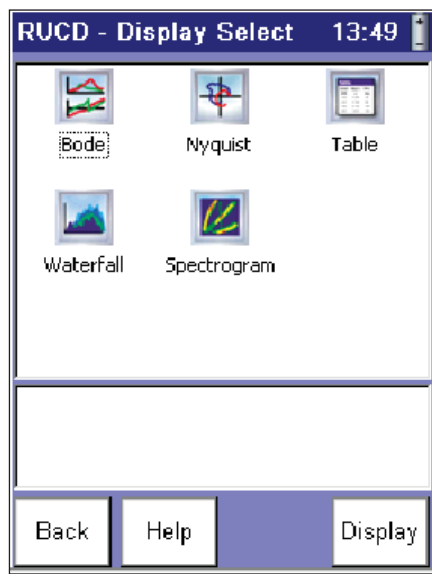 RUCD - Display Select 13:49
Bode Nyquist Table
Waterfall Spectrogram
Back Help Display